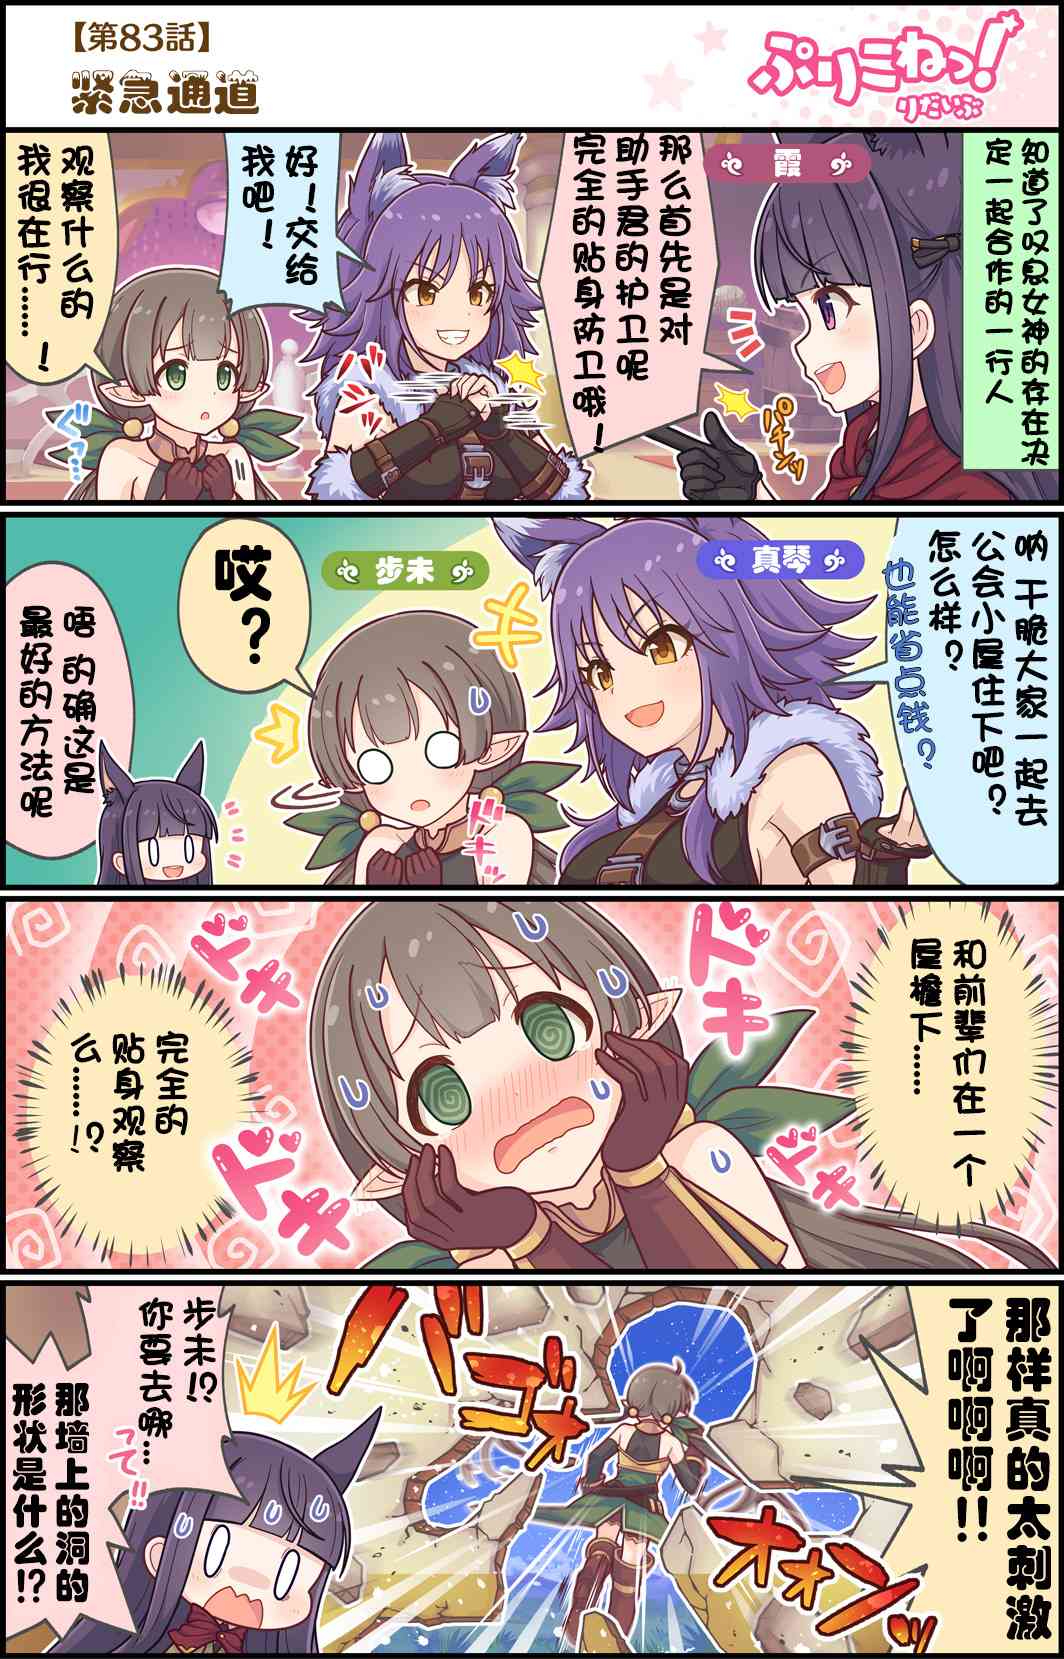 【第83話】
紧急通道
ぷりこねっ!
りだいぶ
知道了叹息女神的存在决
定一起合作的一行人
霞
那么首先是对
助手君的护卫呢
完全的贴身防卫哦！
パチンッ
好！交给
我吧！
观察什么的
我很在行……！
ぐっ…
呐 干脆大家一起去
公会小屋住下吧？
怎么样？
也能省点钱？
真琴
步未
哎？
ドキッ
唔 的确这是
最好的方法呢
和前辈们在一个
屋檐下……
ドキ
ドキ
ドキ
ドキ
完全的
贴身观察
么……!?
那样真的太刺激
了啊啊啊!!
バゴォ
オォンッ
步未!?
你要去哪…
って!!
那墙上的洞的
形状是什么!?